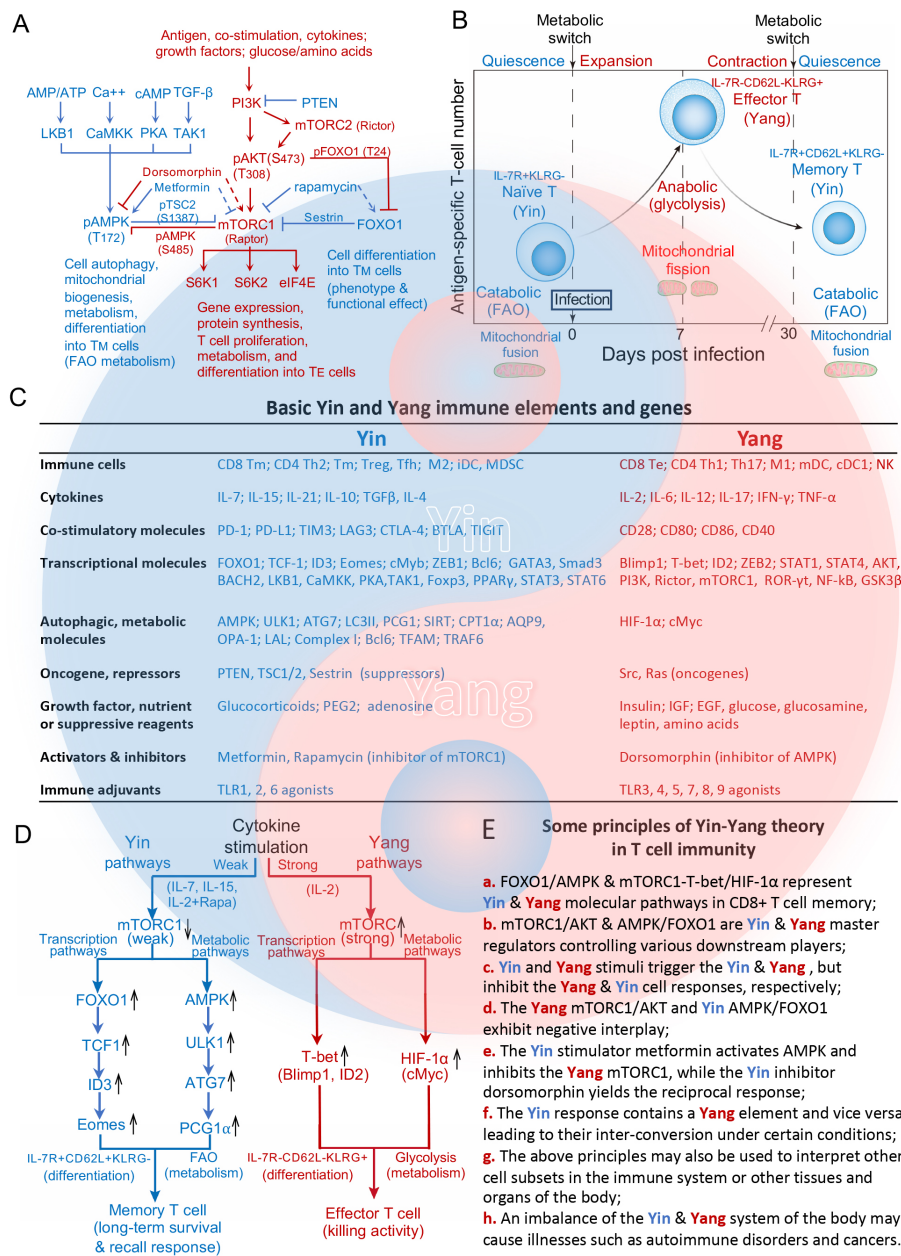 A
Antigen, co-stimulation, cytokines;
growth factors; glucose/amino acids
AMP/ATP Ca++ cAMP TGF-β
PI3K PTEN
LKB1 CaMKK PKA TAK1
mTORC2 (Rictor)
pAKT(S473)
(T308)
pFOXO1 (T24)
Dorsomorphin
Metformin
rapamycin
pTSC2
(S1387)
pAMPK
(T172)
mTORC1
(Raptor)
Sestrin
FOXO1
pAMPK
(S485)
Cell autophagy,
mitochondrial
biogenesis,
metabolism,
differentiation
into TM cells
(FAO metabolism)
S6K1 S6K2 eIF4E
Gene expression,
protein synthesis,
T cell proliferation,
metabolism, and
differentiation into TE cells
Cell differentiation
into TM cells
(phenotype &
functional effect)
B
Metabolic
switch
Metabolic
switch
Quiescence Expansion Contraction Quiescence
Antigen-specific T-cell number
IL-7R-CD62L-KLRG+
Effector T
(Yang)
IL-7R+KLRG-
Naïve T
(Yin)
IL-7R+CD62L+KLRG-
Memory T
(Yin)
Anabolic
(glycolysis)
Mitochondrial
fission
Catabolic
(FAO)
Infection
Catabolic
(FAO)
0 7 30
Days post infection
Mitochondrial
fusion
Mitochondrial
fusion
C
Basic Yin and Yang immune elements and genes
Yin Yang
Immune cells CD8 Tm; CD4 Th2; Tm; Treg, Tfh; M2; iDC, MDSC CD8 Te; CD4 Th1; Th17; M1; mDC, cDC1; NK
Cytokines IL-7; IL-15; IL-21; IL-10; TGFβ, IL-4 IL-2; IL-6; IL-12; IL-17; IFN-γ; TNF-α
Co-stimulatory molecules PD-1; PD-L1; TIM3; LAG3; CTLA-4; BTLA, TIGIT CD28; CD80; CD86, CD40
Yin
Transcriptional molecules FOXO1; TCF-1; ID3; Eomes; cMyb; ZEB1; Bcl6; GATA3, Smad3 Blimp1; T-bet; ID2; ZEB2; STAT1, STAT4, AKT,
BACH2, LKB1, CaMKK, PKA,TAK1, Foxp3, PPARγ, STAT3, STAT6 PI3K, Rictor, mTORC1, ROR-γt, NF-kB, GSK3β
Autophagic, metabolic AMPK; ULK1; ATG7; LC3II, PCG1; SIRT; CPT1α; AQP9, HIF-1α; cMyc
molecules OPA-1; LAL; Complex I; Bcl6; TFAM; TRAF6
Oncogene, repressors PTEN, TSC1/2, Sestrin (suppressors) Src, Ras (oncogenes)
Yang
Growth factor, nutrient Glucocorticoids; PEG2; adenosine Insulin; IGF; EGF, glucose, glucosamine,
or suppressive reagents leptin, amino acids
Activators & inhibitors Metformin, Rapamycin (inhibitor of mTORC1) Dorsomorphin (inhibitor of AMPK)
Immune adjuvants TLR1, 2, 6 agonists TLR3, 4, 5, 7, 8, 9 agonists
D
Cytokine
stimulation
Yin
pathways
Yang
pathways
Weak Strong
(IL-7, IL-15,
IL-2+Rapa)
(IL-2)
mTORC1
(weak)
mTORC
(strong)
Transcription
pathways
Metabolic
pathways
Transcription
pathways
Metabolic
pathways
FOXO1 AMPK
TCF1 ULK1
ID3 ATG7
Eomes PCG1α
T-bet
(Blimp1, ID2)
HIF-1α
(cMyc)
IL-7R+CD62L+KLRG-
(differentiation)
FAO
(metabolism)
IL-7R-CD62L-KLRG+
(differentiation)
Glycolysis
(metabolism)
Memory T cell
(long-term survival
& recall response)
Effector T cell
(killing activity)
E
Some principles of Yin-Yang theory
in T cell immunity
a. FOXO1/AMPK & mTORC1-T-bet/HIF-1α represent
Yin & Yang molecular pathways in CD8+ T cell memory;
b. mTORC1/AKT & AMPK/FOXO1 are Yin & Yang master
regulators controlling various downstream players;
c. Yin and Yang stimuli trigger the Yin & Yang , but
inhibit the Yang & Yin cell responses, respectively;
d. The Yang mTORC1/AKT and Yin AMPK/FOXO1
exhibit negative interplay;
e. The Yin stimulator metformin activates AMPK and
inhibits the Yang mTORC1, while the Yin inhibitor
dorsomorphin yields the reciprocal response;
f. The Yin response contains a Yang element and vice versa
leading to their inter-conversion under certain conditions;
g. The above principles may also be used to interpret other
cell subsets in the immune system or other tissues and
organs of the body;
h. An imbalance of the Yin & Yang system of the body may
cause illnesses such as autoimmune disorders and cancers.